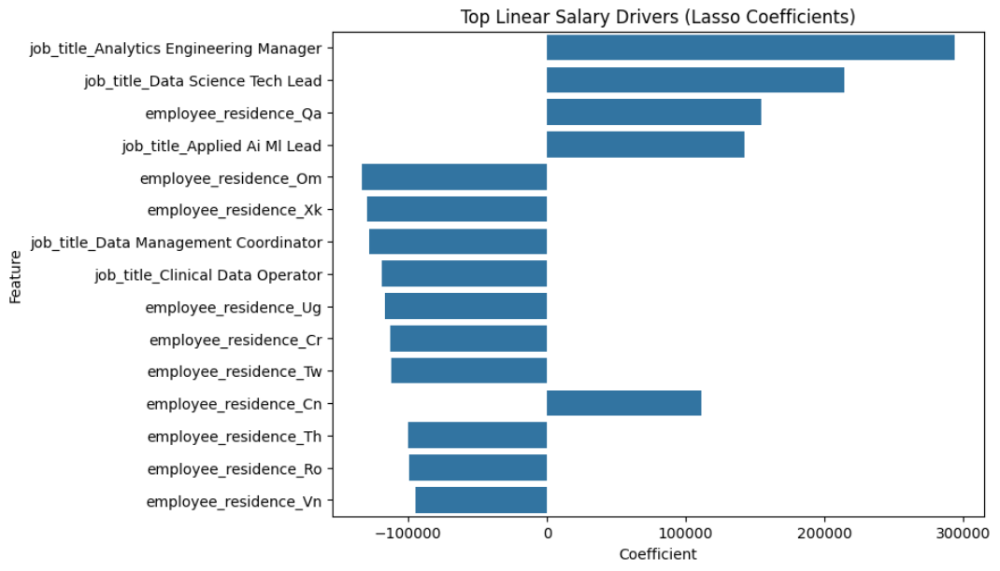 Top Linear Salary Drivers (Lasso Coefficients)
job_title_Analytics Engineering Manager
job_title_Data Science Tech Lead
employee_residence_Qa
job_title_Applied Ai Ml Lead
employee_residence_Om
employee_residence_Xk
job_title_Data Management Coordinator
job_title_Clinical Data Operator
employee_residence_Ug
employee_residence_Cr
employee_residence_Tw
employee_residence_Cn
employee_residence_Th
employee_residence_Ro
employee_residence_Vn
Feature
−100000 0 100000 200000 300000
Coefficient